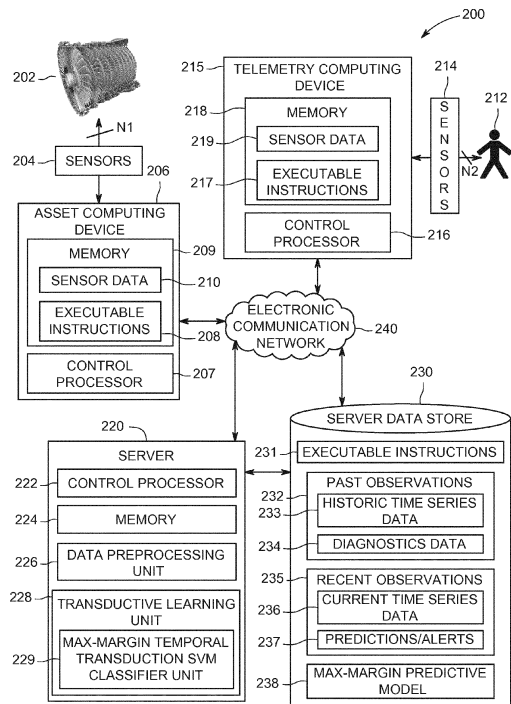 200
202
N1
204
SENSORS
206
ASSET COMPUTING
DEVICE
MEMORY
209
SENSOR DATA
210
EXECUTABLE
INSTRUCTIONS
208
CONTROL
PROCESSOR
207
215
TELEMETRY COMPUTING
DEVICE
218
MEMORY
219
SENSOR DATA
217
EXECUTABLE
INSTRUCTIONS
CONTROL
PROCESSOR
216
214
SENSORS
212
N2
ELECTRONIC
COMMUNICATION
NETWORK
240
220
SERVER
222
CONTROL PROCESSOR
224
MEMORY
226
DATA PREPROCESSING
UNIT
228
TRANSDUCTIVE LEARNING
UNIT
229
MAX-MARGIN TEMPORAL
TRANSDUCTION SVM
CLASSIFIER UNIT
230
SERVER DATA STORE
231
EXECUTABLE INSTRUCTIONS
232
PAST OBSERVATIONS
233
HISTORIC TIME SERIES
DATA
234
DIAGNOSTICS DATA
235
RECENT OBSERVATIONS
236
CURRENT TIME SERIES
DATA
237
PREDICTIONS/ALERTS
238
MAX-MARGIN PREDICTIVE
MODEL